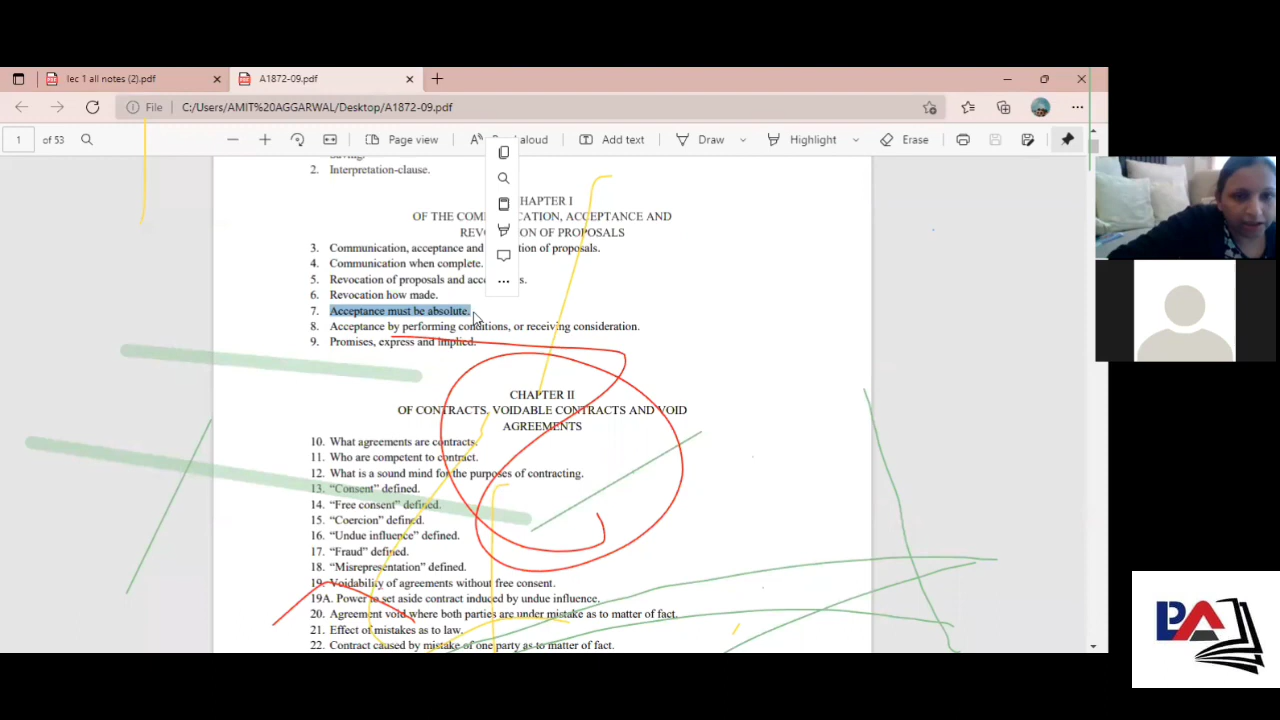 lec 1 all notes (2).pdf
A1872-09.pdf
File
C:/Users/AMIT%20AGGARWAL/Desktop/A1872-09.pdf
1 of 53
Page view
aloud
Add text
Draw
Highlight
Erase
2. Interpretation-clause.
CHAPTER I
OF THE COM CATION, ACCEPTANCE AND
REV ON OF PROPOSALS
3. Communication, acceptance and tion of proposals.
4. Communication when complete.
5. Revocation of proposals and acc s.
6. Revocation how made.
7. Acceptance must be absolute.
8. Acceptance by performing conditions, or receiving consideration.
9. Promises, express and implied.
CHAPTER II
OF CONTRACTS, VOIDABLE CONTRACTS AND VOID
AGREEMENTS
10. What agreements are contracts.
11. Who are competent to contract.
12. What is a sound mind for the purposes of contracting.
13. “Consent” defined.
14. “Free consent” defined.
15. “Coercion” defined.
16. “Undue influence” defined.
17. “Fraud” defined.
18. “Misrepresentation” defined.
19. Voidability of agreements without free consent.
19A. Power to set aside contract induced by undue influence.
20. Agreement void where both parties are under mistake as to matter of fact.
21. Effect of mistakes as to law.
22. Contract caused by mistake of one party as to matter of fact.